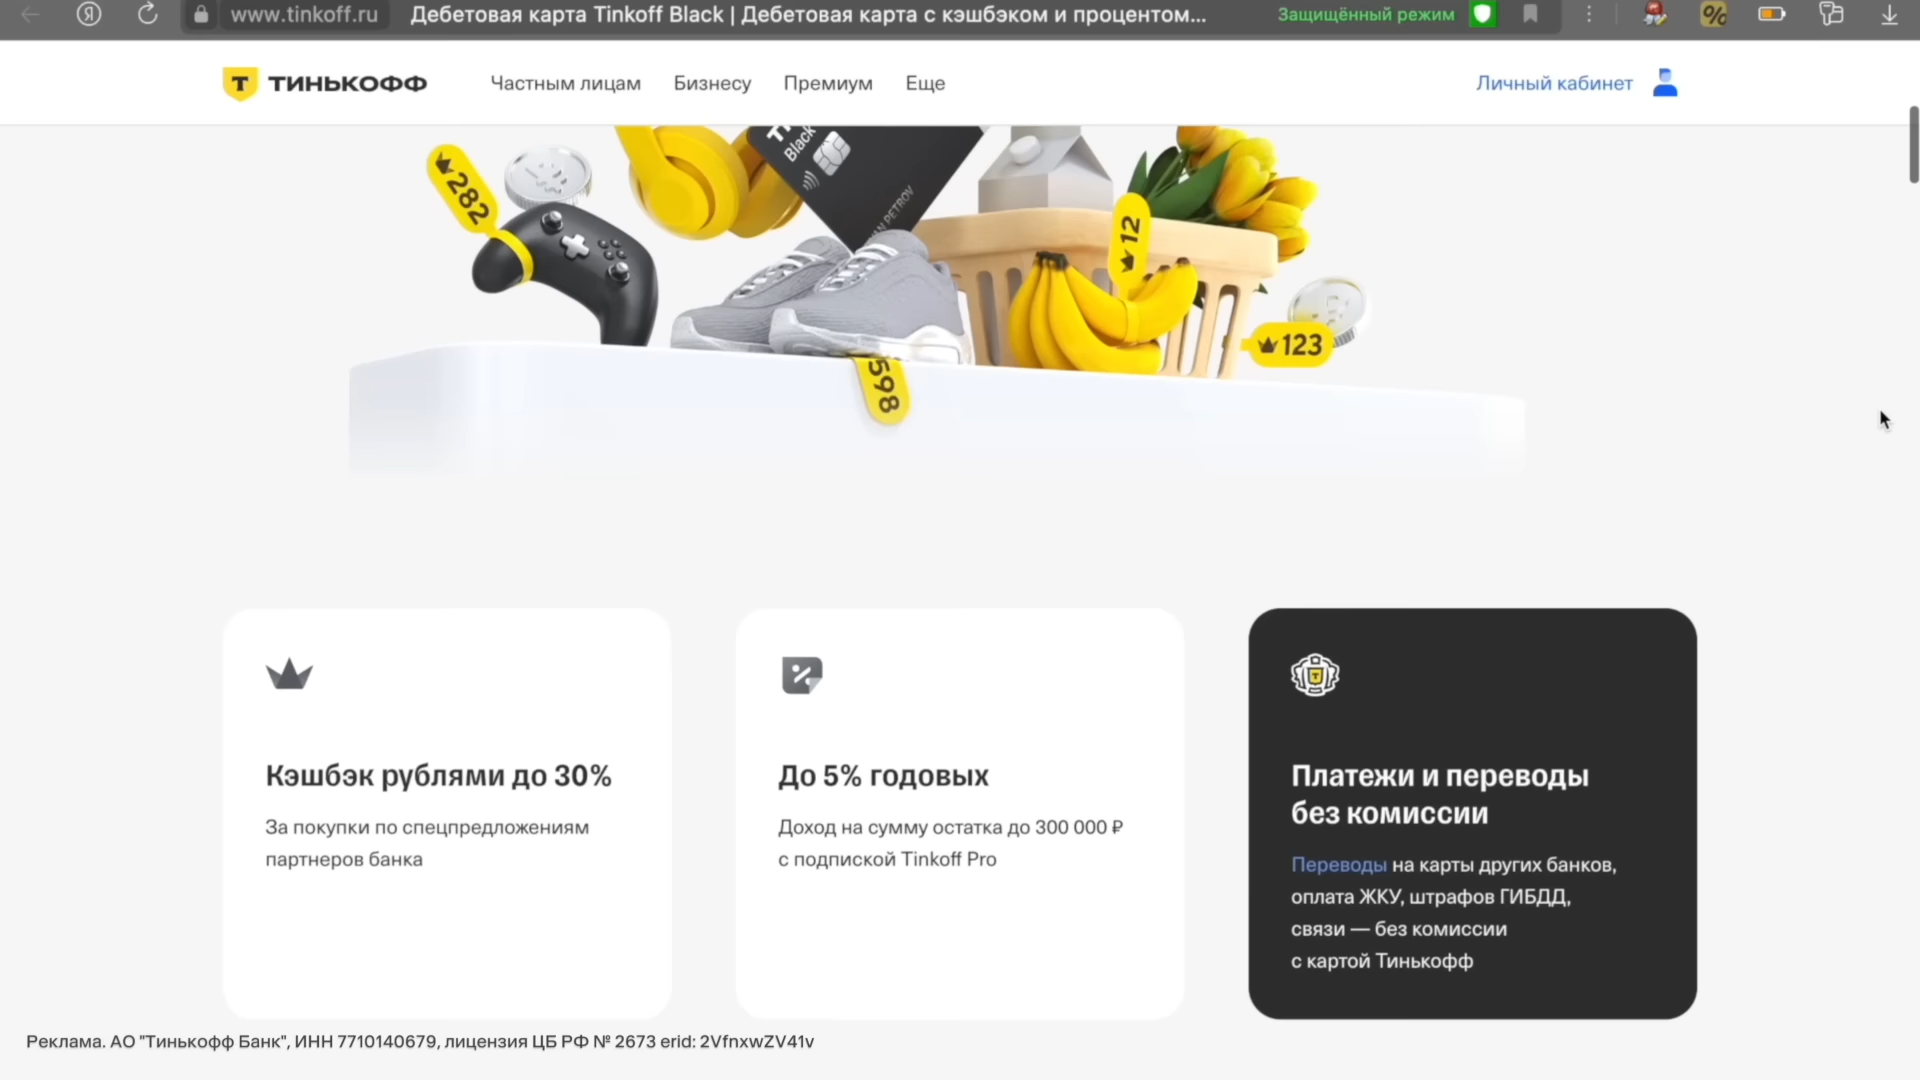 www.tinkoff.ru Дебетовая карта Tinkoff Black | Дебетовая карта с кэшбэком и процентом... Защищённый режим
ТИНЬКОФФ Частным лицам Бизнесу Премиум Еще Личный кабинет
282
Black
PETROV
12
123
598
Кэшбэк рублями до 30%
За покупки по спецпредложениям
партнеров банка
До 5% годовых
Доход на сумму остатка до 300 000 ₽
с подпиской Tinkoff Pro
Платежи и переводы
без комиссии
Переводы на карты других банков,
оплата ЖКУ, штрафов ГИБДД,
связи — без комиссии
с картой Тинькофф
Реклама. АО "Тинькофф Банк", ИНН 7710140679, лицензия ЦБ РФ № 2673 erid: 2VfnxwZV41v